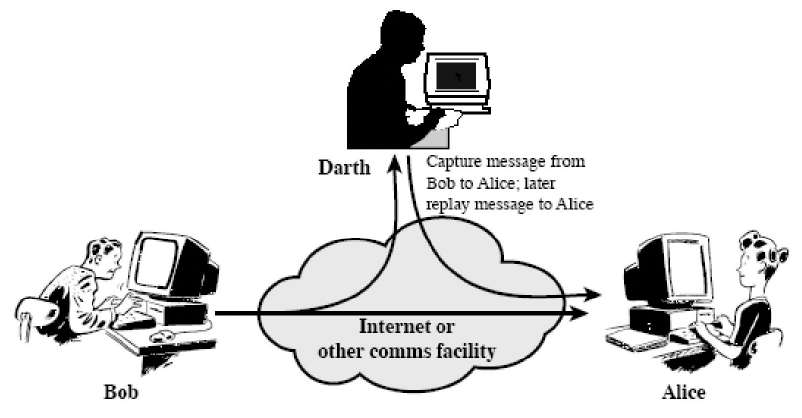 Darth
Capture message from
Bob to Alice; later
replay message to Alice
Internet or
other comms facility
Bob
Alice